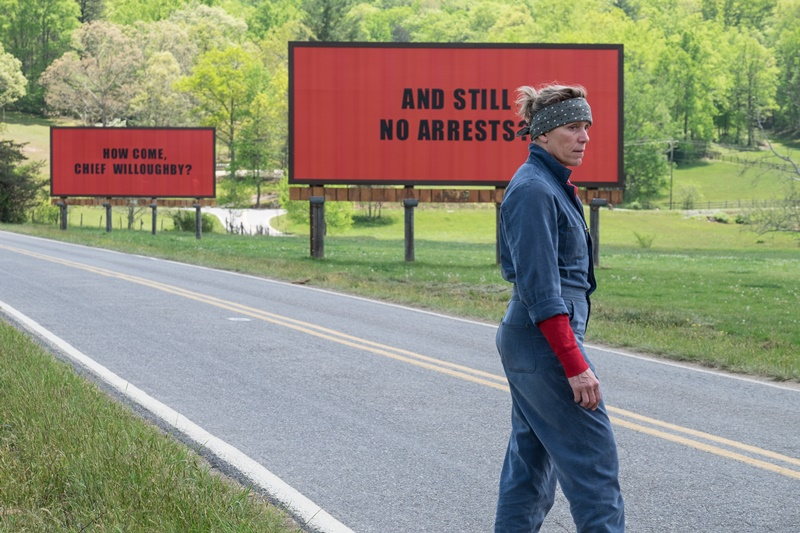 AND STILL
NO ARRESTS?
HOW COME,
CHIEF WILLOUGHBY?